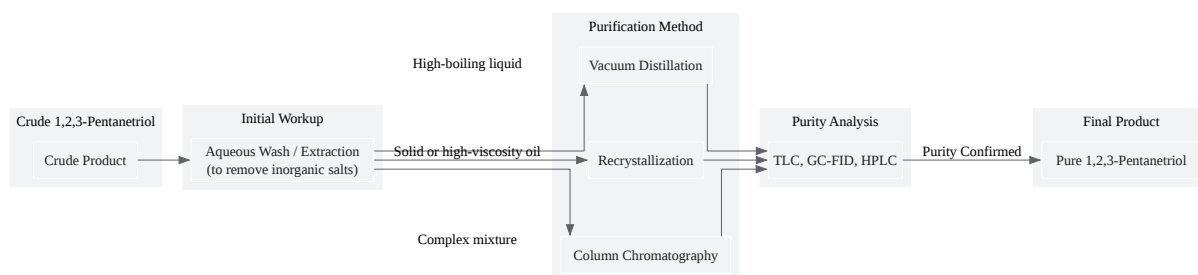 Crude 1,2,3-Pentanetriol
Crude Product
Initial Workup
Aqueous Wash / Extraction
(to remove inorganic salts)
High-boiling liquid
Solid or high-viscosity oil
Complex mixture
Purification Method
Vacuum Distillation
Recrystallization
Column Chromatography
Purity Analysis
TLC, GC-FID, HPLC
Purity Confirmed
Final Product
Pure 1,2,3-Pentanetriol